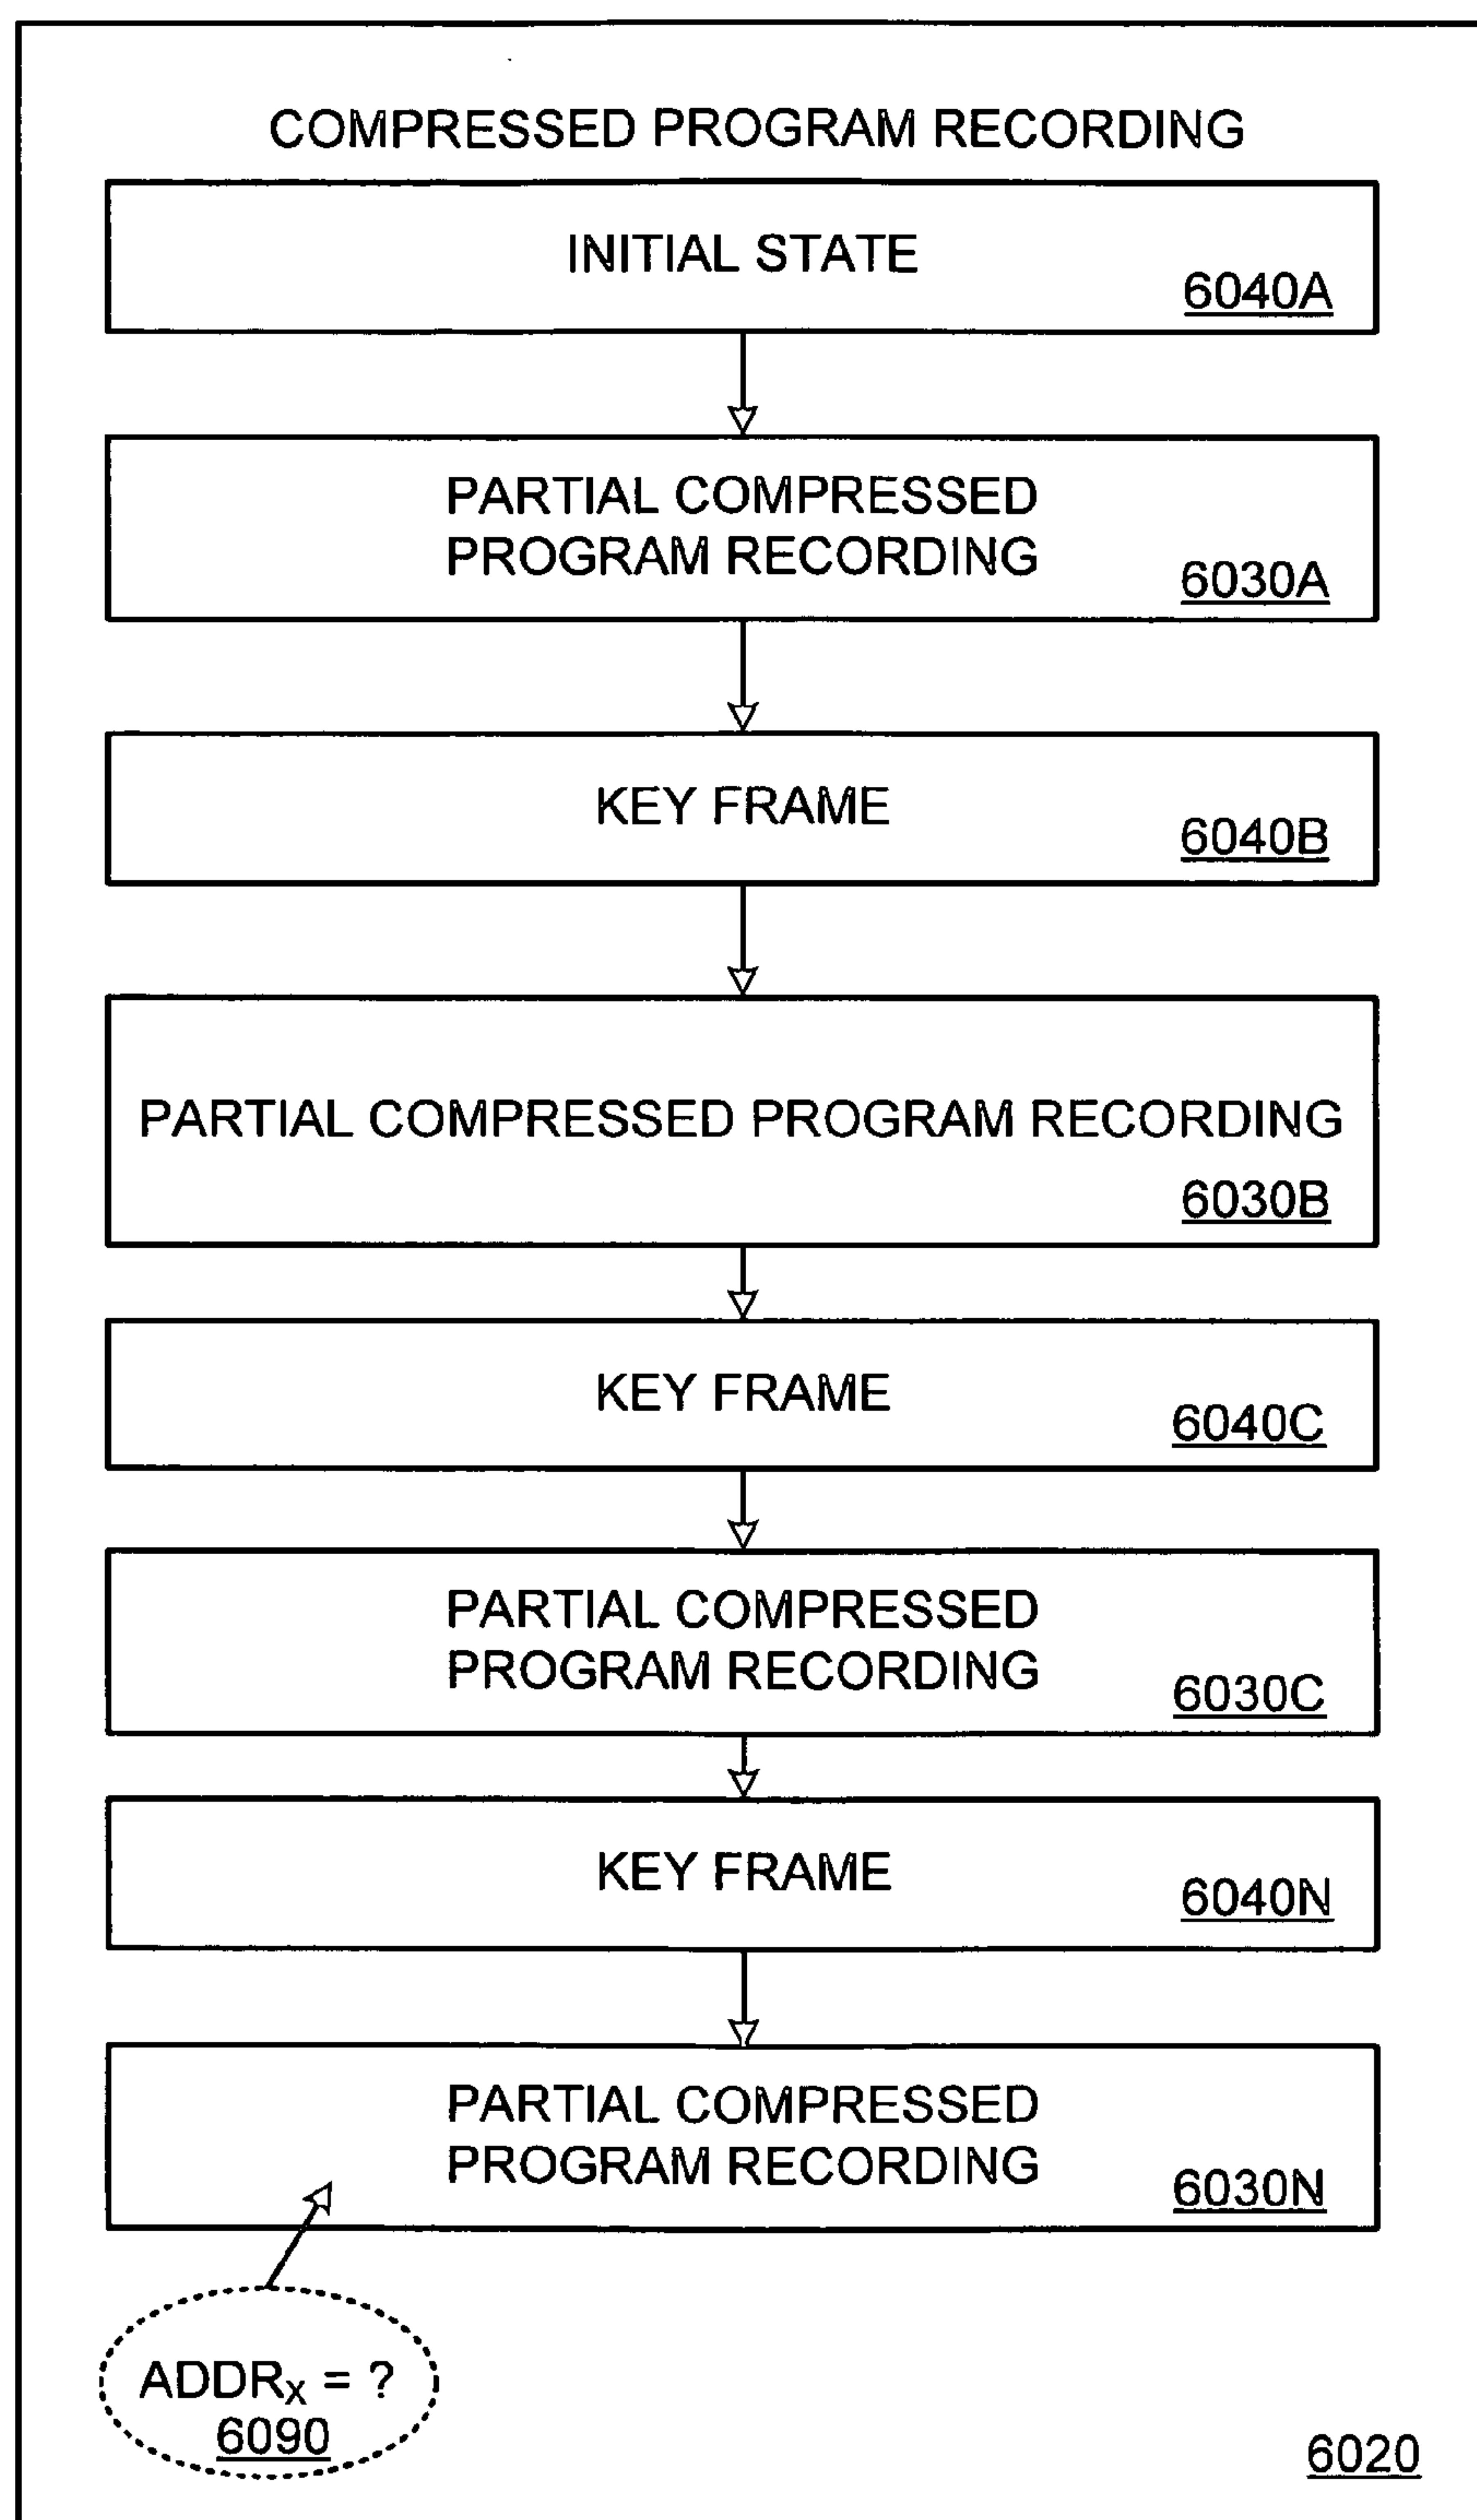 COMPRESSED PROGRAM RECORDING
INITIAL STATE
6040A
PARTIAL COMPRESSED
PROGRAM RECORDING
6030A
KEY FRAME
6040B
PARTIAL COMPRESSED PROGRAM RECORDING
6030B
KEY FRAME
6040C
PARTIAL COMPRESSED
PROGRAM RECORDING
6030C
KEY FRAME
6040N
PARTIAL COMPRESSED
PROGRAM RECORDING
6030N
ADDRX = ?
6090
6020